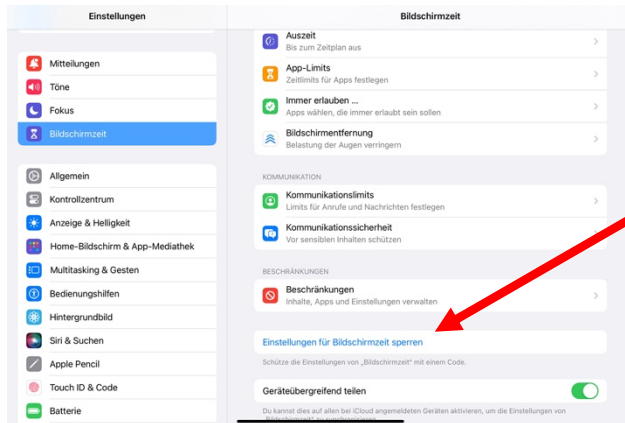 Einstellungen
Mitteilungen
Töne
Fokus
Bildschirmzeit
Allgemein
Kontrollzentrum
Anzeige & Helligkeit
Home-Bildschirm & App-Mediathek
Multitasking & Gesten
Bedienungshilfen
Hintergrundbild
Siri & Suchen
Apple Pencil
Touch ID & Code
Batterie
Bildschirmzeit
Auszeit
Bis zum Zeitplan aus
App-Limits
Zeitlimits für Apps festlegen
Immer erlauben ...
Apps wählen, die immer erlaubt sein sollen
Bildschirmentfernung
Belastung der Augen verringern
KOMMUNIKATION
Kommunikationslimits
Limits für Anrufe und Nachrichten festlegen
Kommunikationssicherheit
Vor sensiblen Inhalten schützen
BESCHRÄNKUNGEN
Beschränkungen
Inhalte, Apps und Einstellungen verwalten
Einstellungen für Bildschirmzeit sperren
Schütze die Einstellungen von „Bildschirmzeit“ mit einem Code.
Geräteübergreifend teilen
Du kannst dies auf allen bei iCloud angemeldeten Geräten aktivieren, um die Einstellungen von
„Bildschirmzeit“ zu synchronisieren.